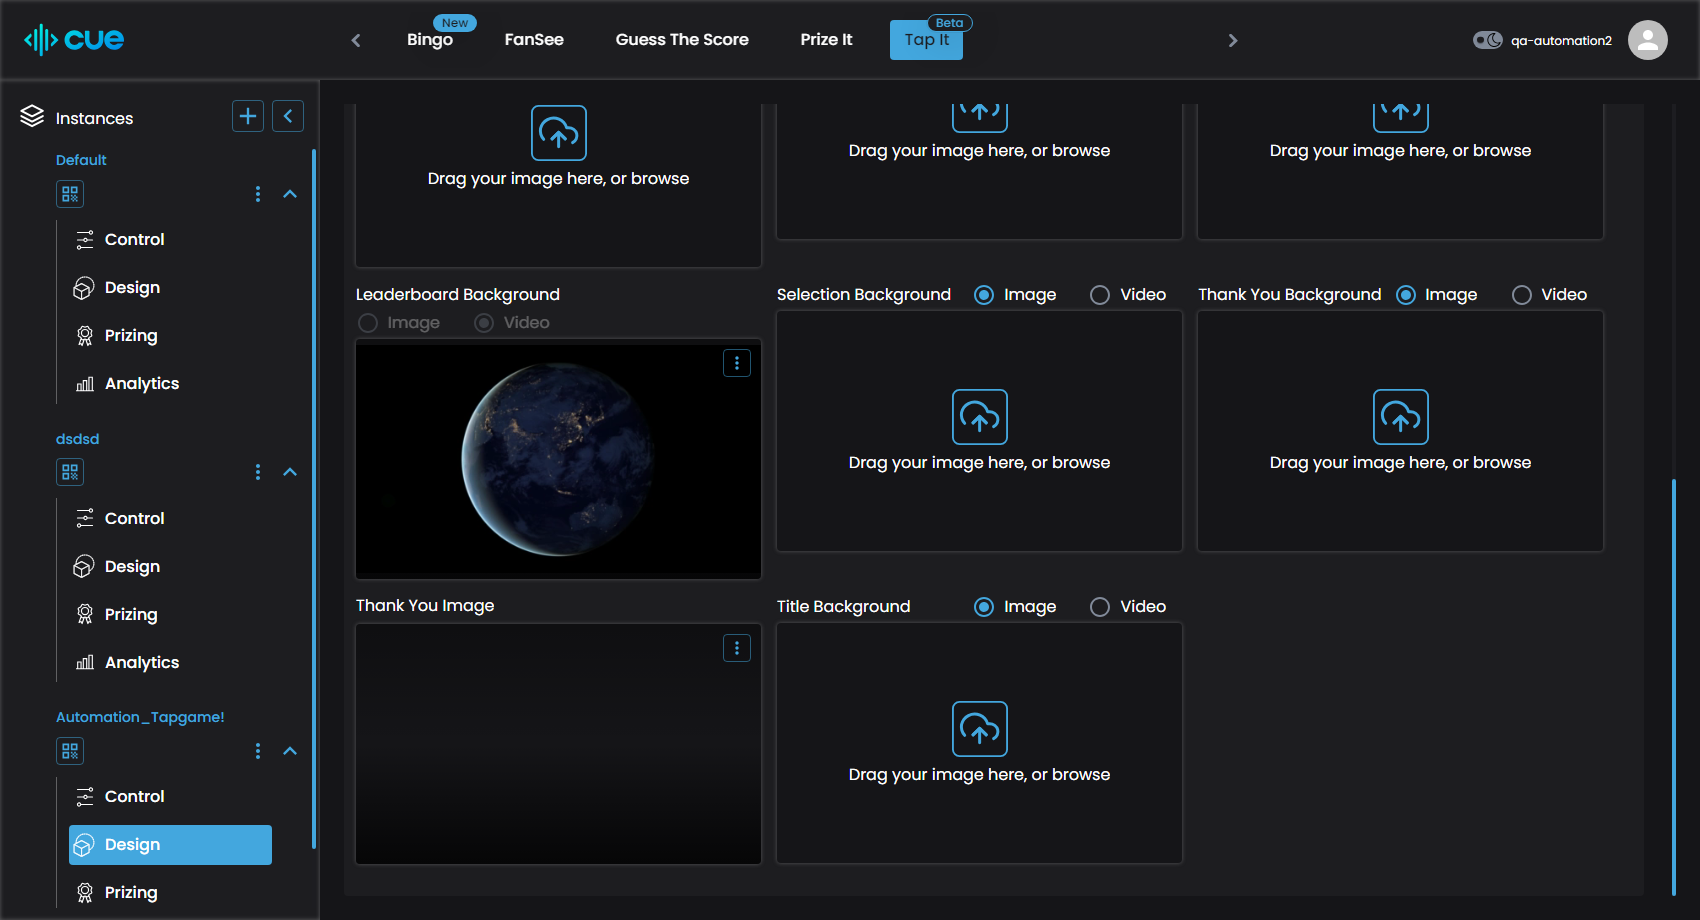 cue
New
Bingo
FanSee
Guess The Score
Prize It
Beta
Tap It
qa-automation2
Instances
Default
Control
Design
Prizing
Analytics
dsdsd
Control
Design
Prizing
Analytics
Automation_Tapgame!
Control
Design
Prizing
Drag your image here, or browse
Drag your image here, or browse
Drag your image here, or browse
Leaderboard Background
Image Video
Selection Background Image Video
Drag your image here, or browse
Thank You Background Image Video
Drag your image here, or browse
Thank You Image
Title Background Image Video
Drag your image here, or browse